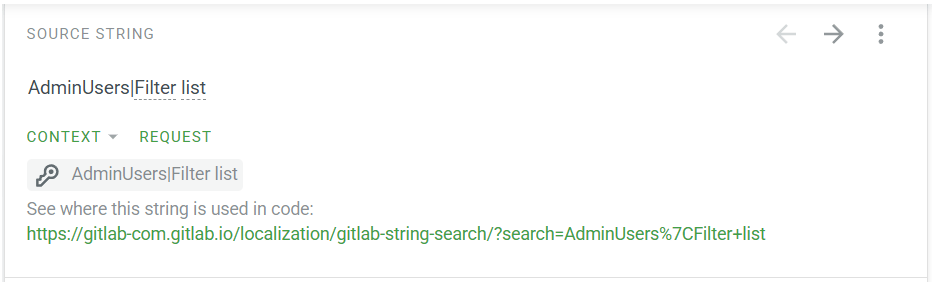 SOURCE STRING
AdminUsers|Filter list
CONTEXT REQUEST
AdminUsers|Filter list
See where this string is used in code:
https://gitlab-com.gitlab.io/localization/gitlab-string-search/?search=AdminUsers%7CFilter+list